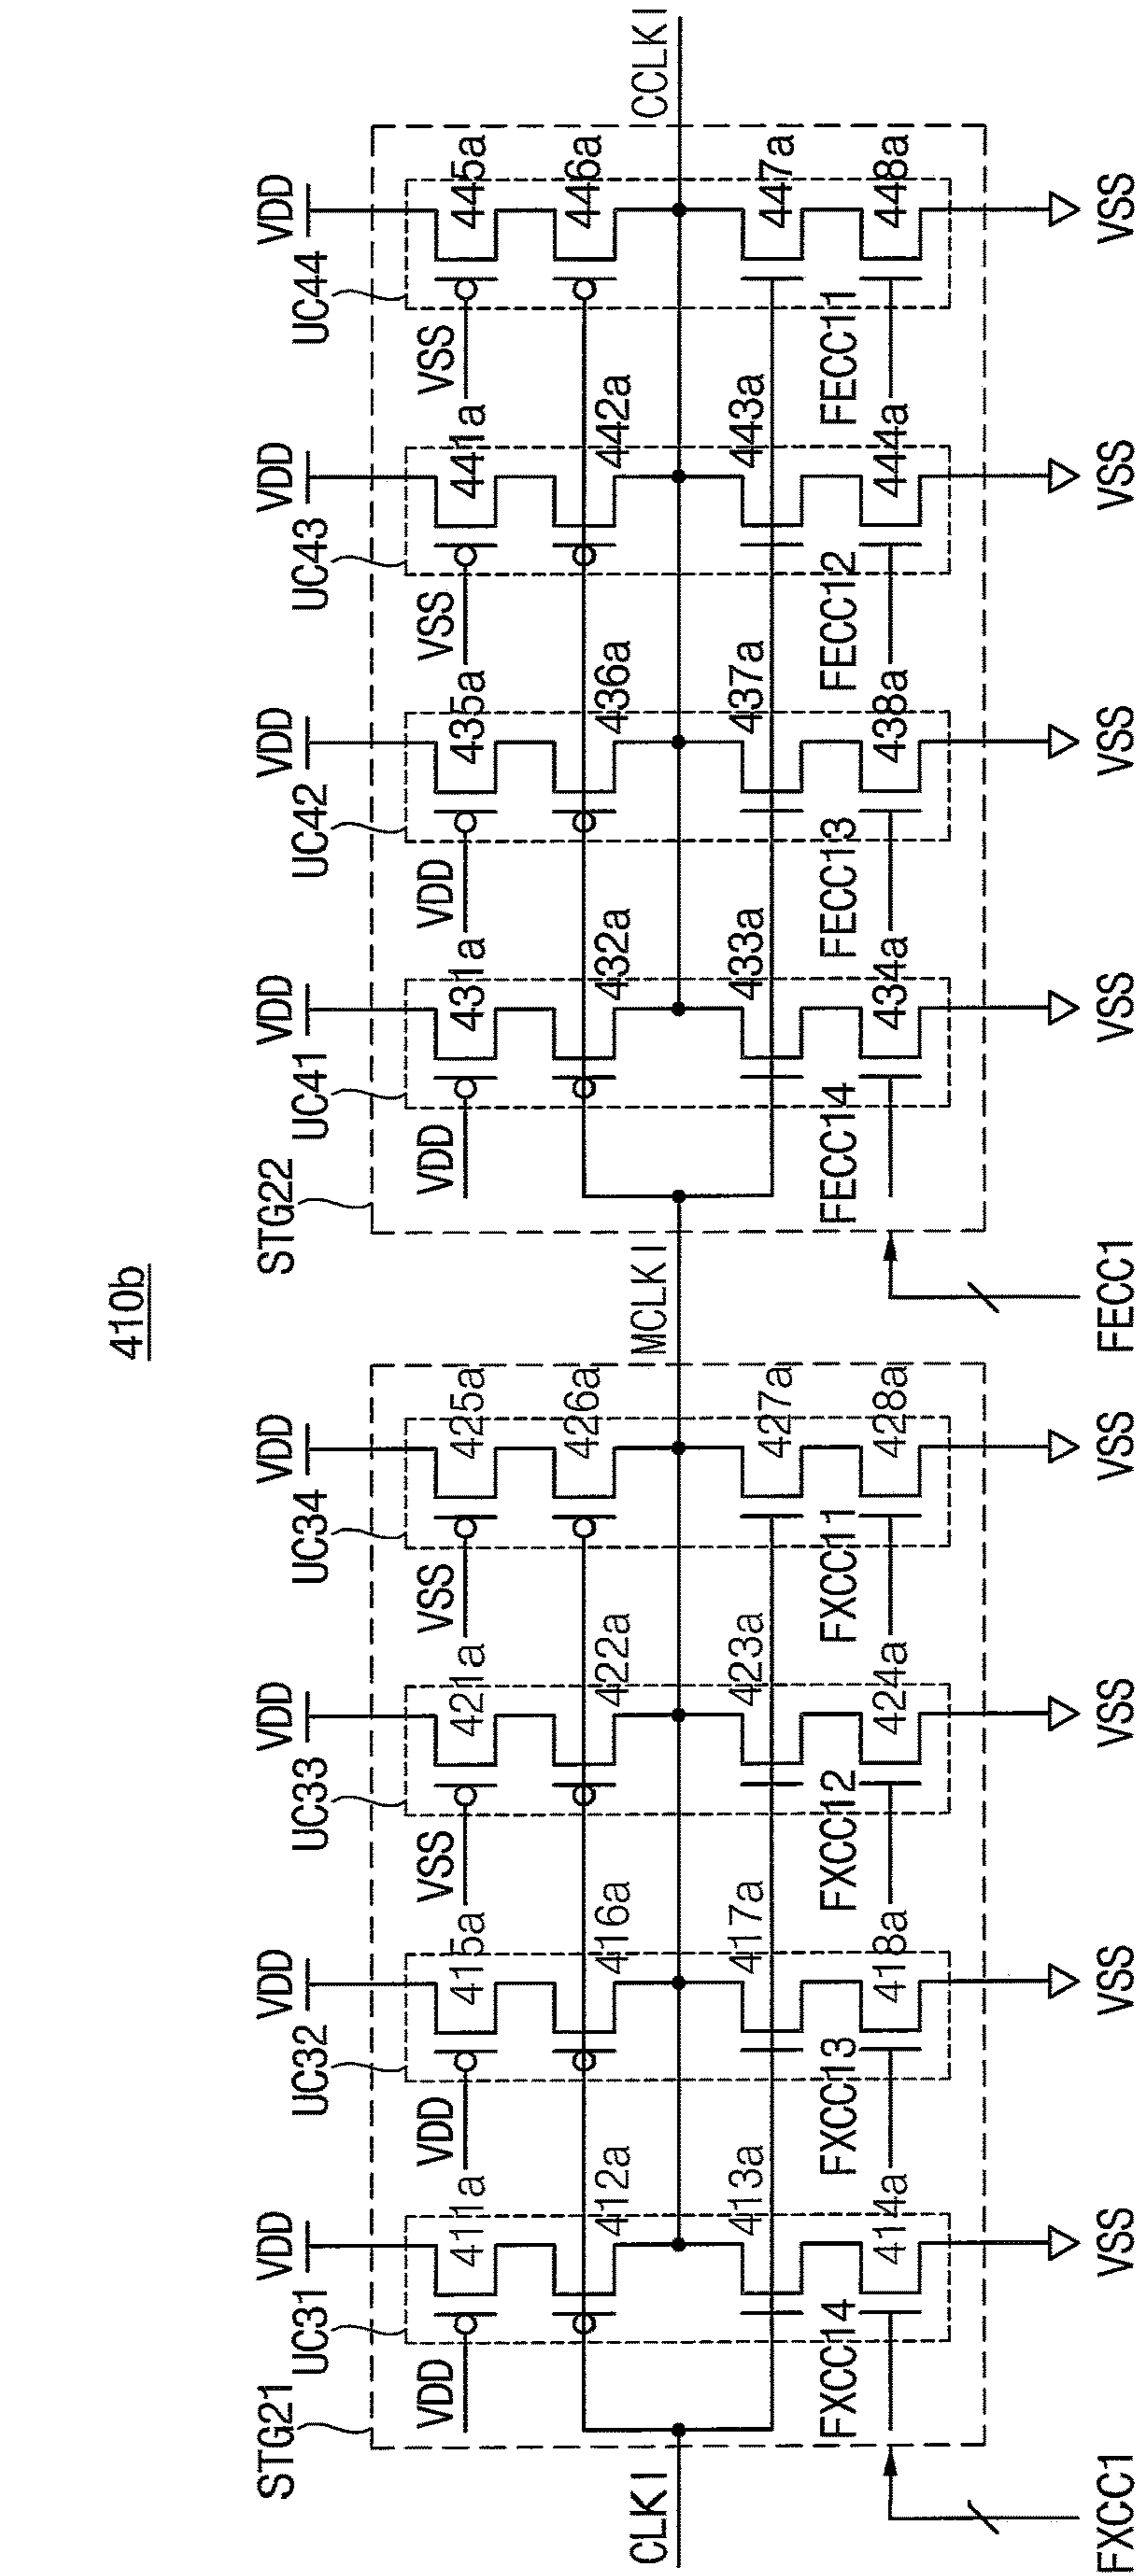 410b
STG21
STG22
VDD
VDD
VDD
VDD
VDD
VDD
VDD
VDD
UC31
UC32
UC33
UC34
UC41
UC42
UC43
UC44
VDD
411a
VDD
415a
VSS
421a
VSS
425a
VDD
431a
VDD
435a
VSS
441a
VSS
445a
412a
416a
422a
426a
432a
436a
442a
446a
CLKI
MCLKI
CCLKI
413a
417a
423a
427a
433a
437a
443a
447a
FXCC14
414a
FXCC13
418a
FXCC12
424a
FXCC11
428a
FECC14
434a
FECC13
438a
FECC12
444a
FECC11
448a
FXCC1
VSS
VSS
VSS
VSS
FECC1
VSS
VSS
VSS
VSS